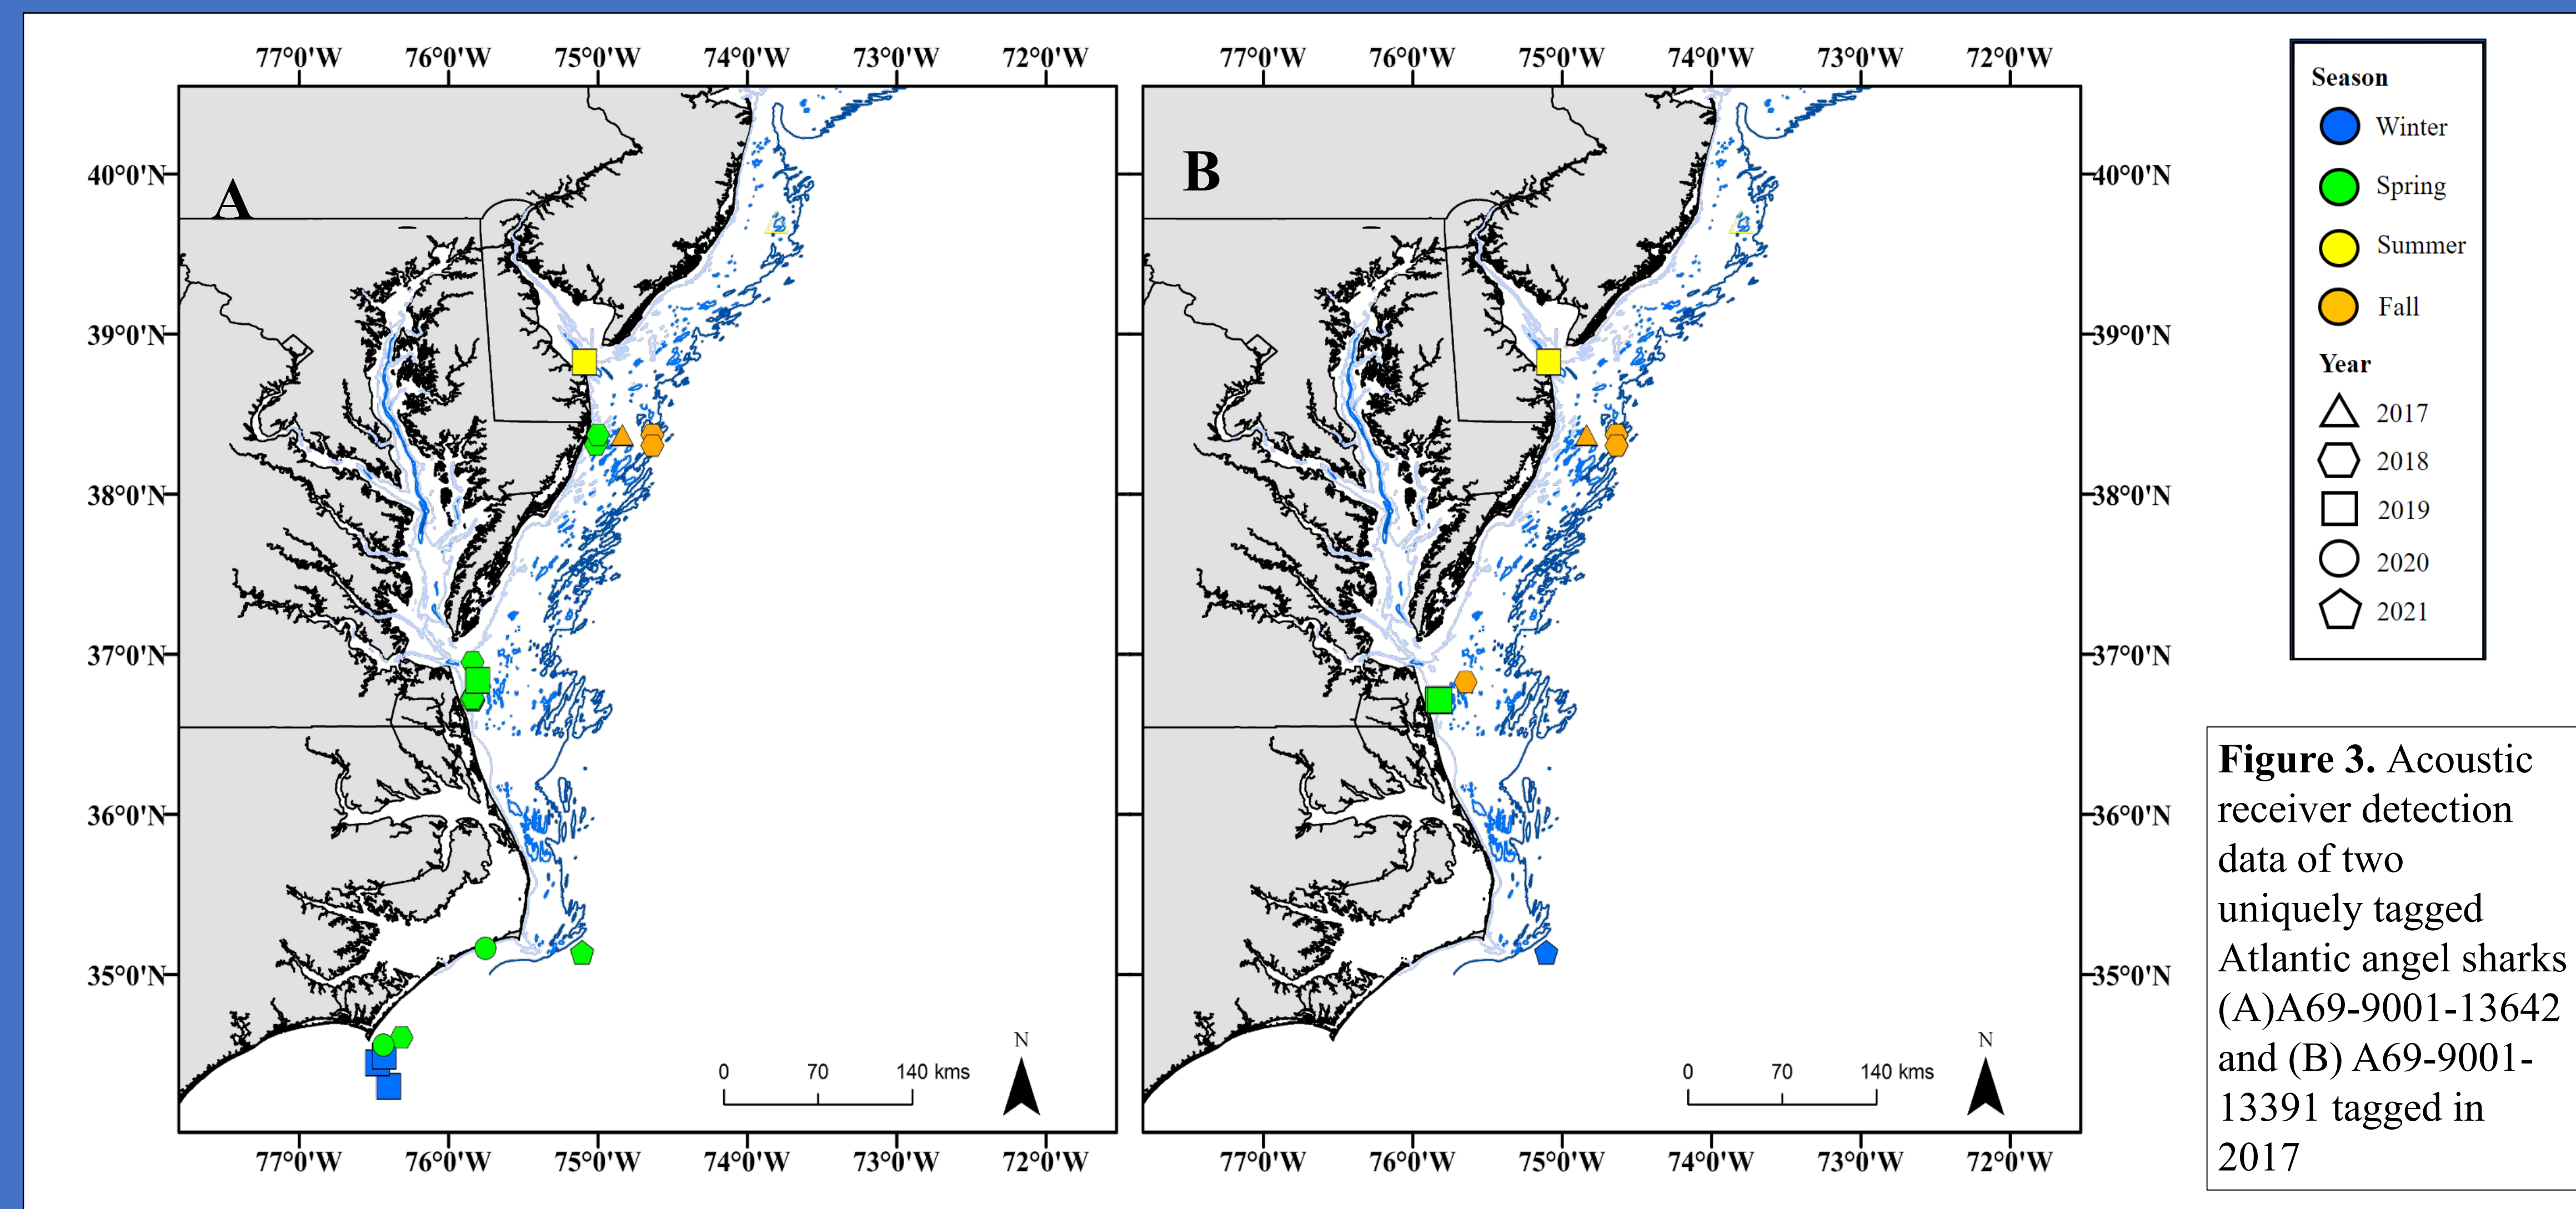 77°0'W 76°0'W 75°0'W 74°0'W 73°0'W 72°0'W
77°0'W 76°0'W 75°0'W 74°0'W 73°0'W 72°0'W
A
40°0'N
39°0'N
38°0'N
37°0'N
36°0'N
35°0'N
N
0 70 140 kms
77°0'W 76°0'W 75°0'W 74°0'W 73°0'W 72°0'W
B
40°0'N
39°0'N
38°0'N
37°0'N
36°0'N
35°0'N
N
0 70 140 kms
77°0'W 76°0'W 75°0'W 74°0'W 73°0'W 72°0'W
Season
Winter
Spring
Summer
Fall
Year
2017
2018
2019
2020
2021
Figure 3. Acoustic
receiver detection
data of two
uniquely tagged
Atlantic angel sharks
(A)A69-9001-13642
and (B) A69-9001-
13391 tagged in
2017